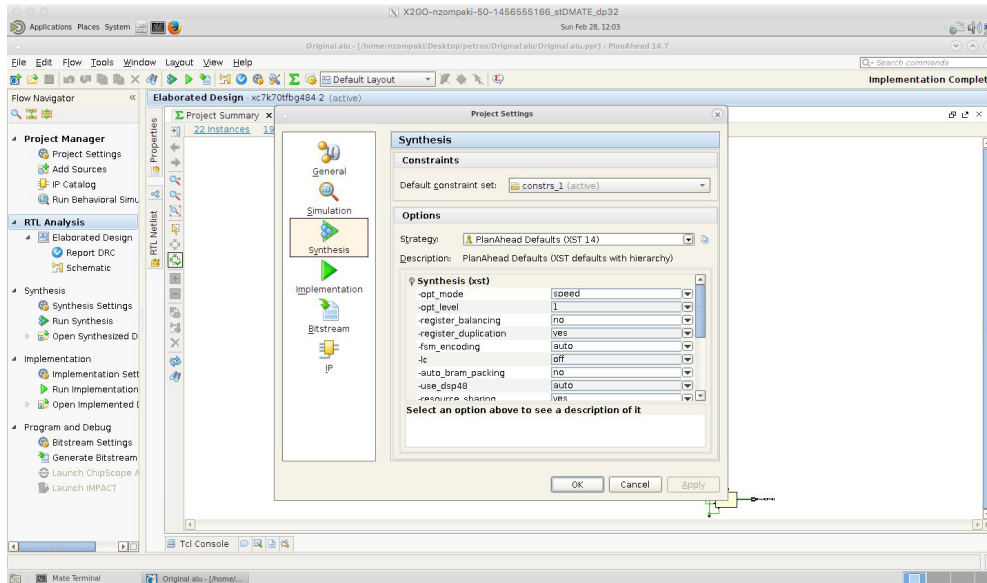 X2GO-nzompaki-50-1456555166_stDMATE_dp32
Applications Places System
Sun Feb 28, 12:03
Original alu - [/home/nzompaki/Desktop/petros/Original alu/Original alu.ppr] - PlanAhead 14.7
File Edit Flow Tools Window Layout View Help
Q- Search commands
Default Layout
Implementation Complet
Flow Navigator
Elaborated Design - xc7k70tfbg484-2 (active)
Project Manager
Project Settings
Add Sources
IP Catalog
Run Behavioral Simu
RTL Analysis
Elaborated Design
Report DRC
Schematic
Synthesis
Synthesis Settings
Run Synthesis
Open Synthesized D
Implementation
Implementation Sett
Run Implementation
Open Implemented D
Program and Debug
Bitstream Settings
Generate Bitstream
Launch ChipScope A
Launch iMPACT
Properties
RTL Netlist
Project Summary
22 Instances 19
Project Settings
General
Simulation
Synthesis
Implementation
Bitstream
IP
Synthesis
Constraints
Default constraint set: constrs_1 (active)
Options
Strategy: PlanAhead Defaults (XST 14)
Description: PlanAhead Defaults (XST defaults with hierarchy)
Synthesis (xst)
-opt_mode speed
-opt_level 1
-register_balancing no
-register_duplication yes
-fsm_encoding auto
-lc off
-auto_bram_packing no
-use_dsp48 auto
-resource_sharing yes
Select an option above to see a description of it
OK Cancel Apply
Tcl Console
Mate Terminal
Original alu - [/home/...